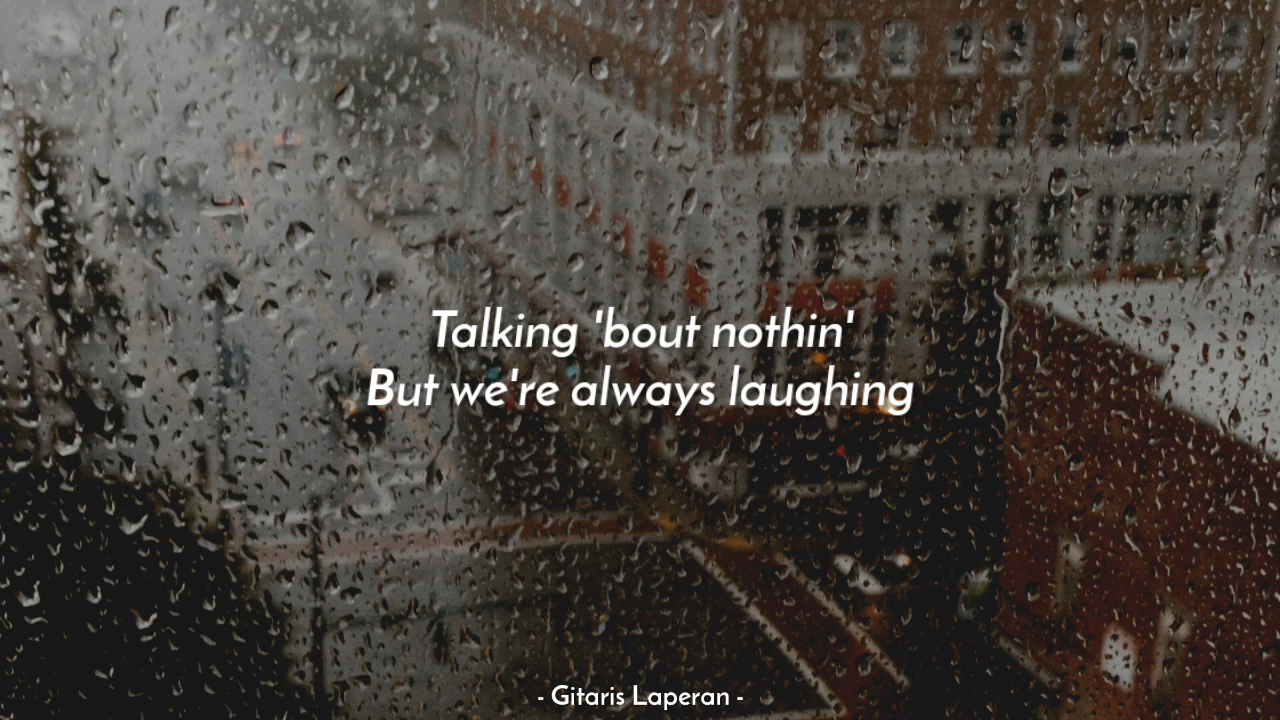 Talking 'bout nothin'
But we're always laughing
- Gitaris Laperan -